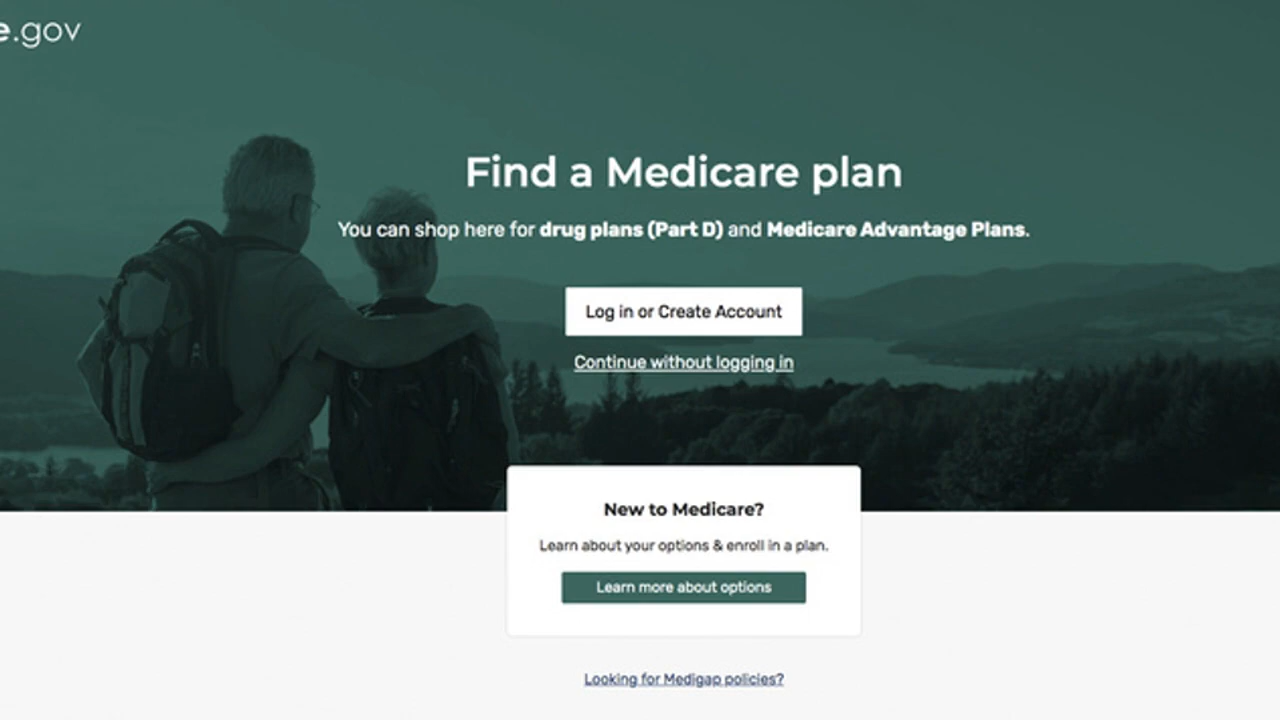 e.gov
Find a Medicare plan
You can shop here for drug plans (Part D) and Medicare Advantage Plans.
Log in or Create Account
Continue without logging in
New to Medicare?
Learn about your options & enroll in a plan.
Learn more about options
Looking for Medigap policies?